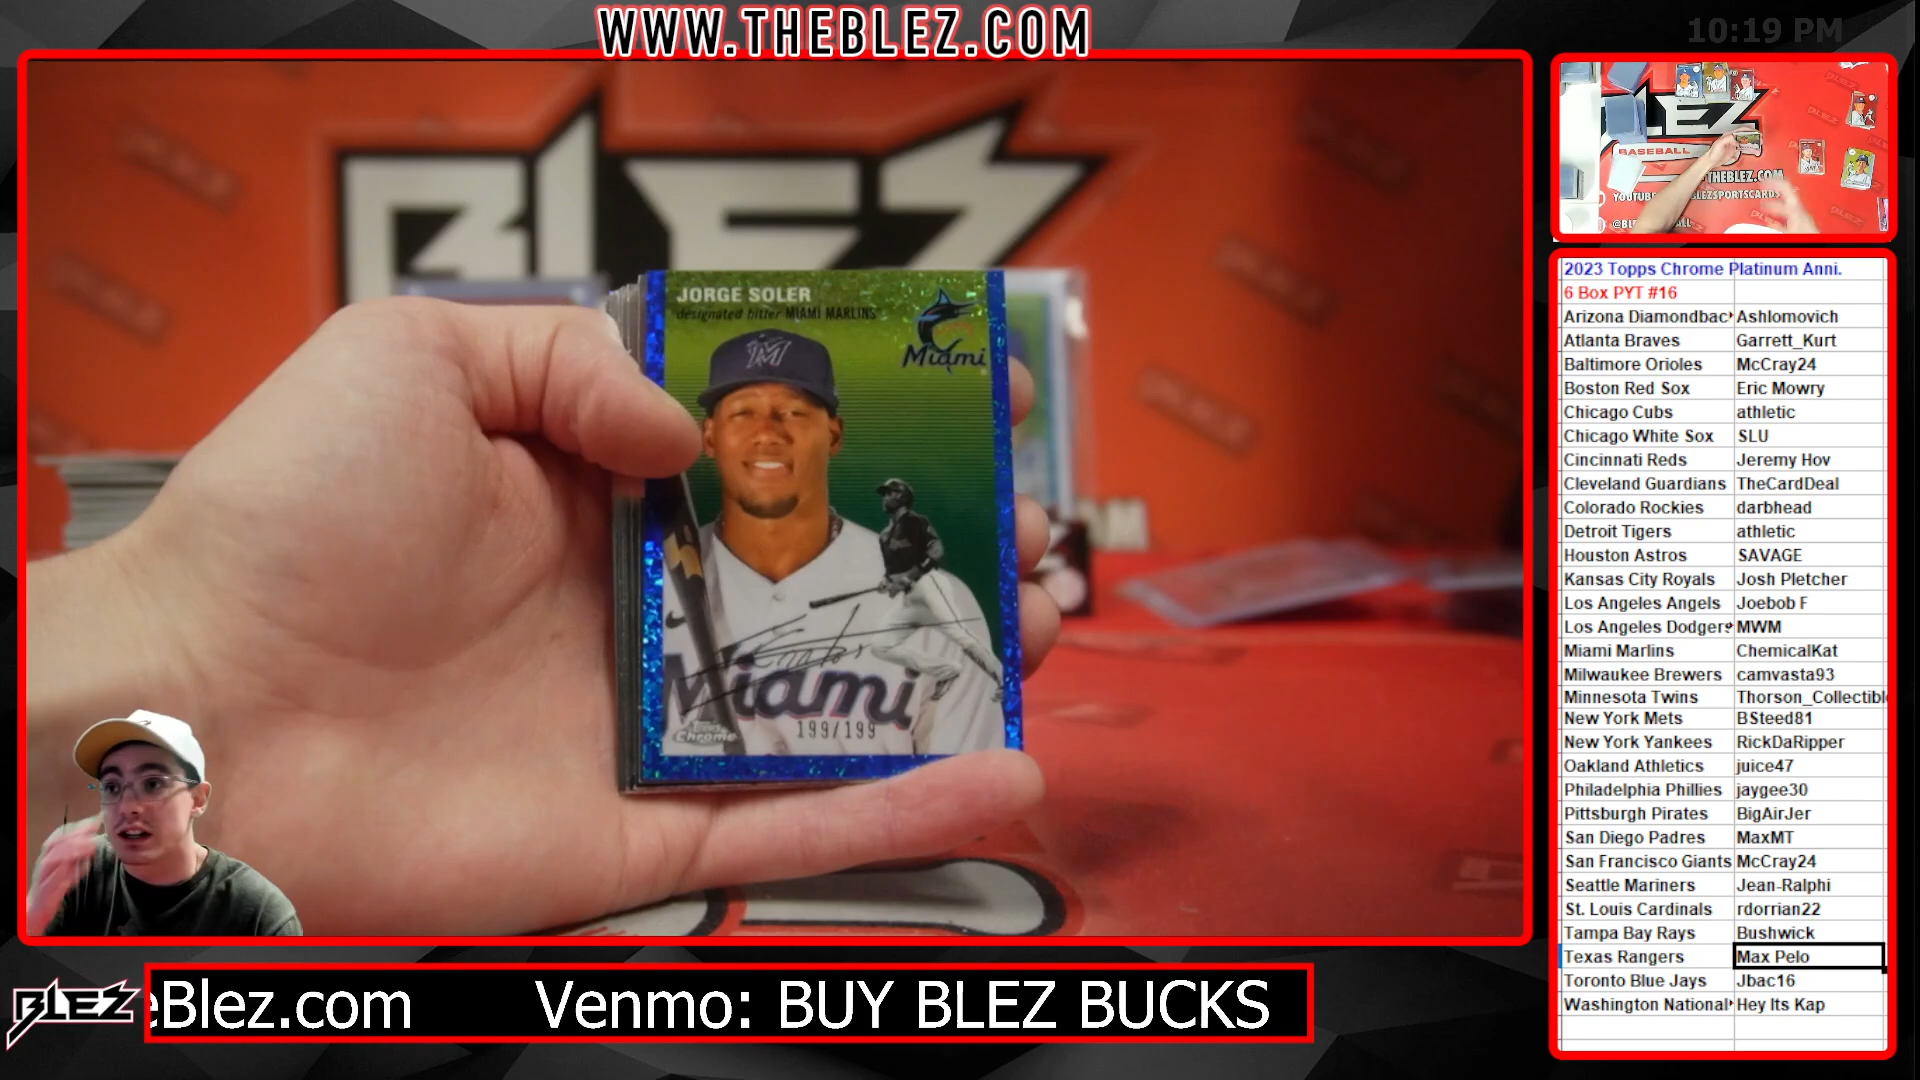 WWW.THEBLEZ.COM
10:19 PM
BLEZ
JORGE SOLER
designated hitter MIAMI MARLINS
Miami
Miami
199/199
Topps
Chrome
BASEBALL
THEBLEZ.COM
2023 Topps Chrome Platinum Anni.
6 Box PYT #16
Arizona Diamondbac Ashlomovich
Atlanta Braves Garrett_Kurt
Baltimore Orioles McCray24
Boston Red Sox Eric Mowry
Chicago Cubs athletic
Chicago White Sox SLU
Cincinnati Reds Jeremy Hov
Cleveland Guardians TheCardDeal
Colorado Rockies darbhead
Detroit Tigers athletic
Houston Astros SAVAGE
Kansas City Royals Josh Pletcher
Los Angeles Angels Joebob F
Los Angeles Dodgers MWM
Miami Marlins ChemicalKat
Milwaukee Brewers camvasta93
Minnesota Twins Thorson_Collectibl
New York Mets BSteed81
New York Yankees RickDaRipper
Oakland Athletics juice47
Philadelphia Phillies jaygee30
Pittsburgh Pirates BigAirJer
San Diego Padres MaxMT
San Francisco Giants McCray24
Seattle Mariners Jean-Ralphi
St. Louis Cardinals rdorrian22
Tampa Bay Rays Bushwick
Texas Rangers Max Pelo
Toronto Blue Jays Jbac16
Washington National Hey Its Kap
BLEZ
eBlez.com Venmo: BUY BLEZ BUCKS